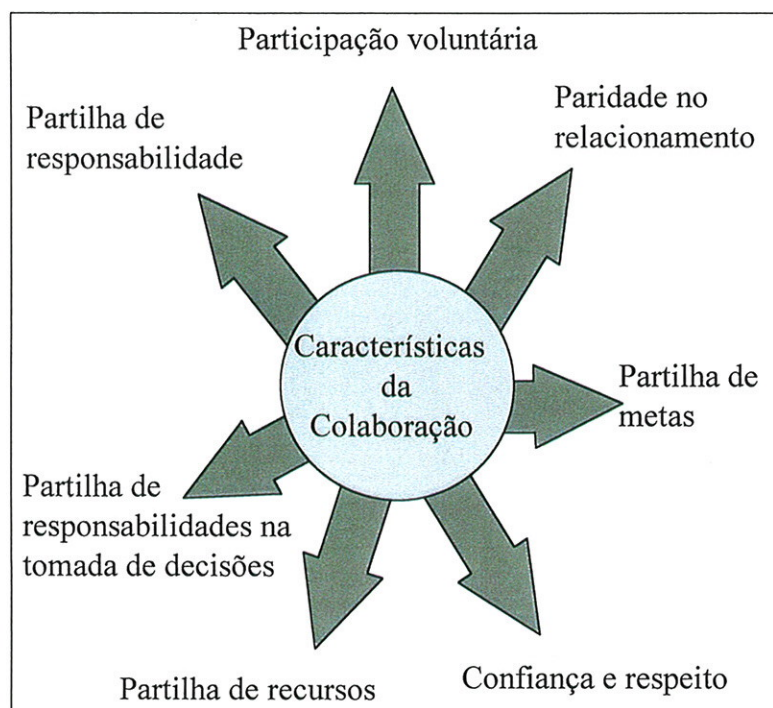 Participação voluntária
Partilha de
responsabilidade
Paridade no
relacionamento
Características
da
Colaboração
Partilha de
metas
Partilha de
responsabilidades na
tomada de decisões
Partilha de recursos
Confiança e respeito